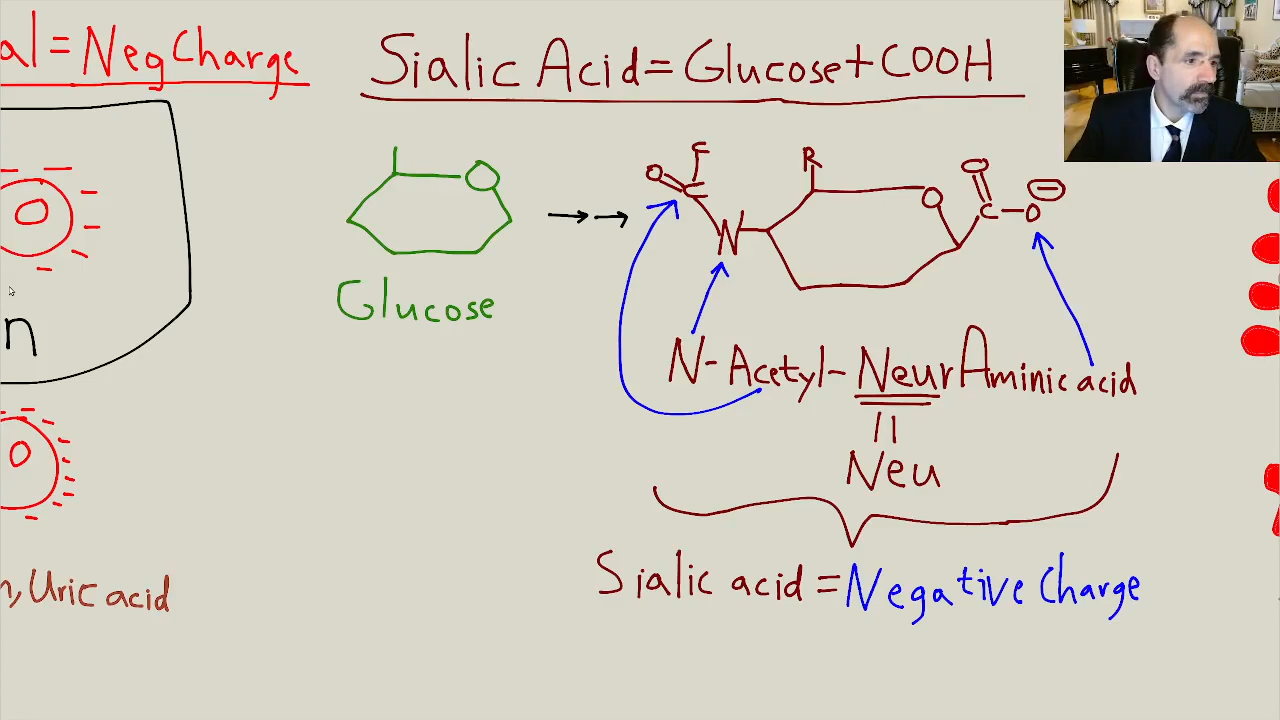 al = Neg Charge
Sialic Acid = Glucose + COOH
O C C
R
O
O C - O ⊖
N
Glucose
N-Acetyl-NeurAminic acid
=
Neu
Sialic acid = Negative Charge
n
n, Uric acid